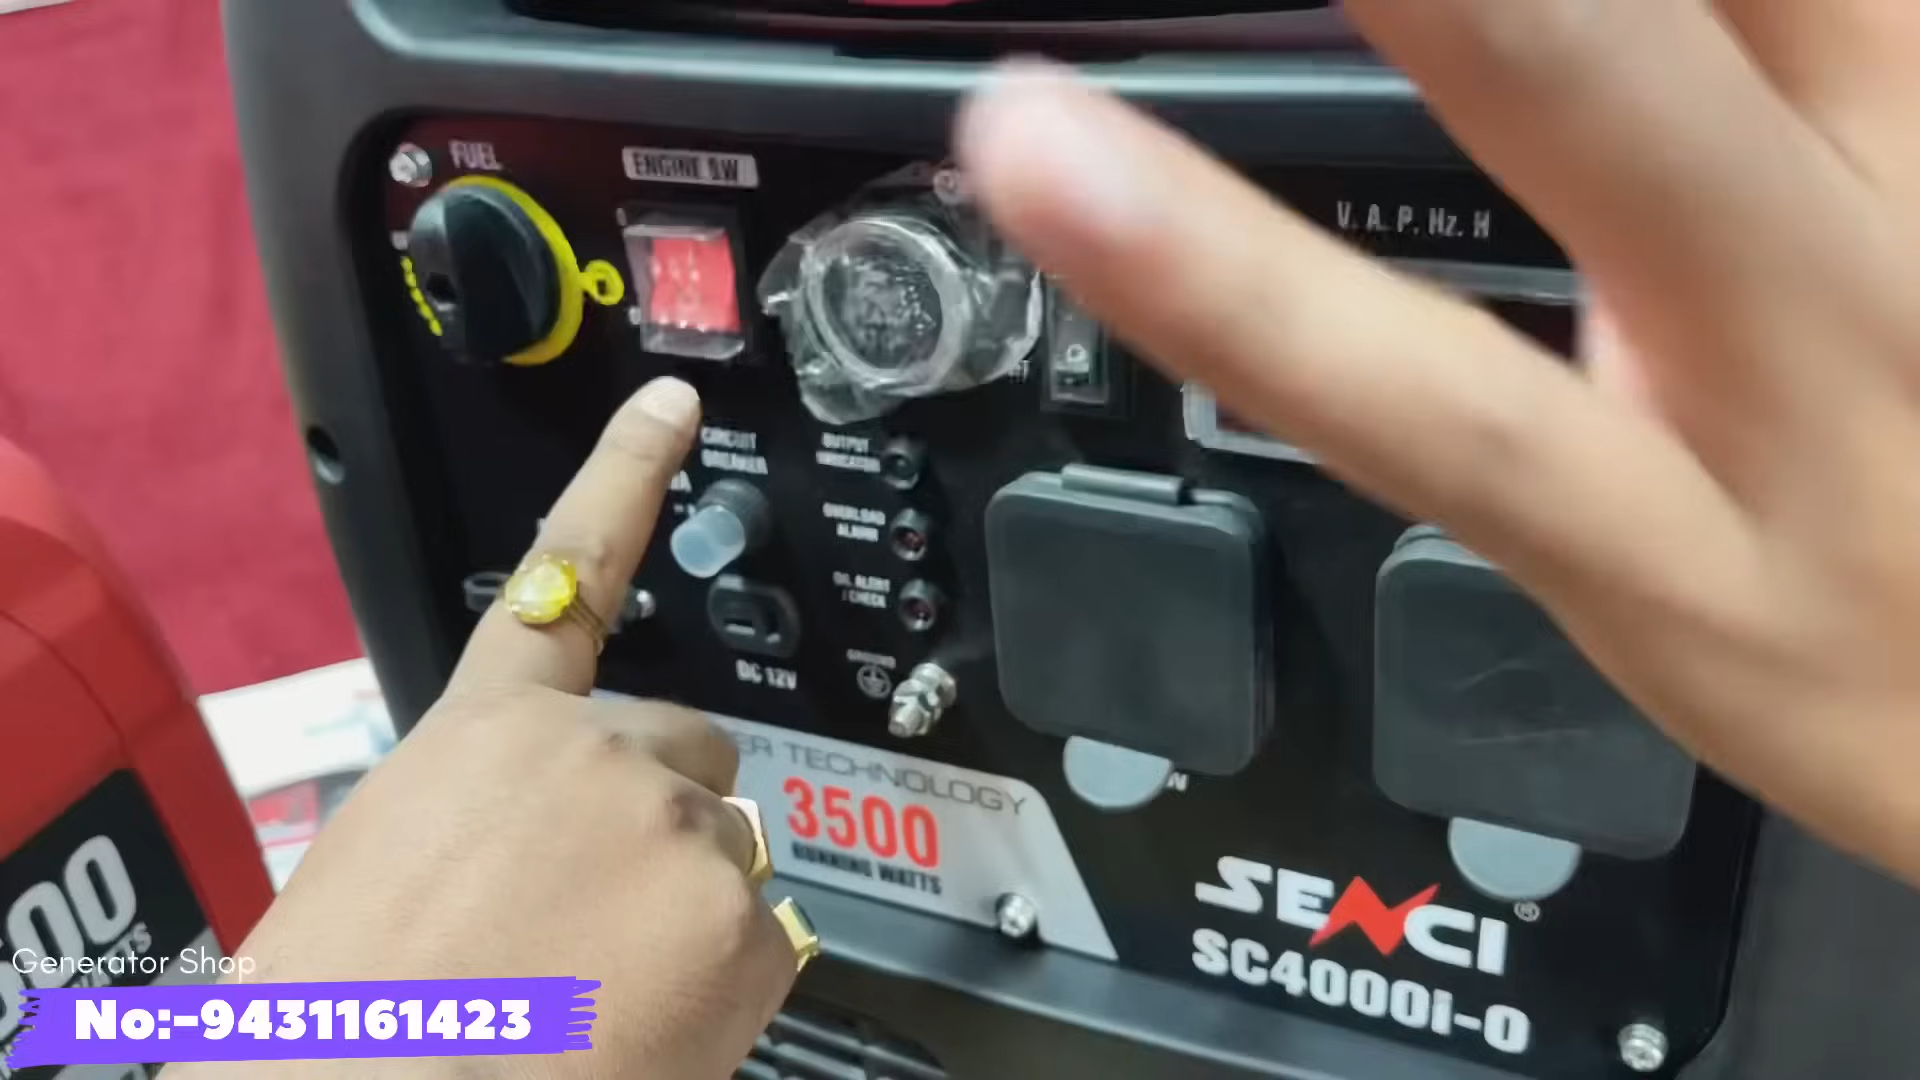 FUEL
ENGINE SW
V. A. P. Hz. H
CIRCUIT
BREAKER
OUTPUT
INDICATOR
OVERLOAD
ALARM
OIL ALERT
/ CHECK
GROUND
DC 12V
TECHNOLOGY
3500
RUNNING WATTS
SENCI®
SC4000i-O
Generator Shop
No:-9431161423